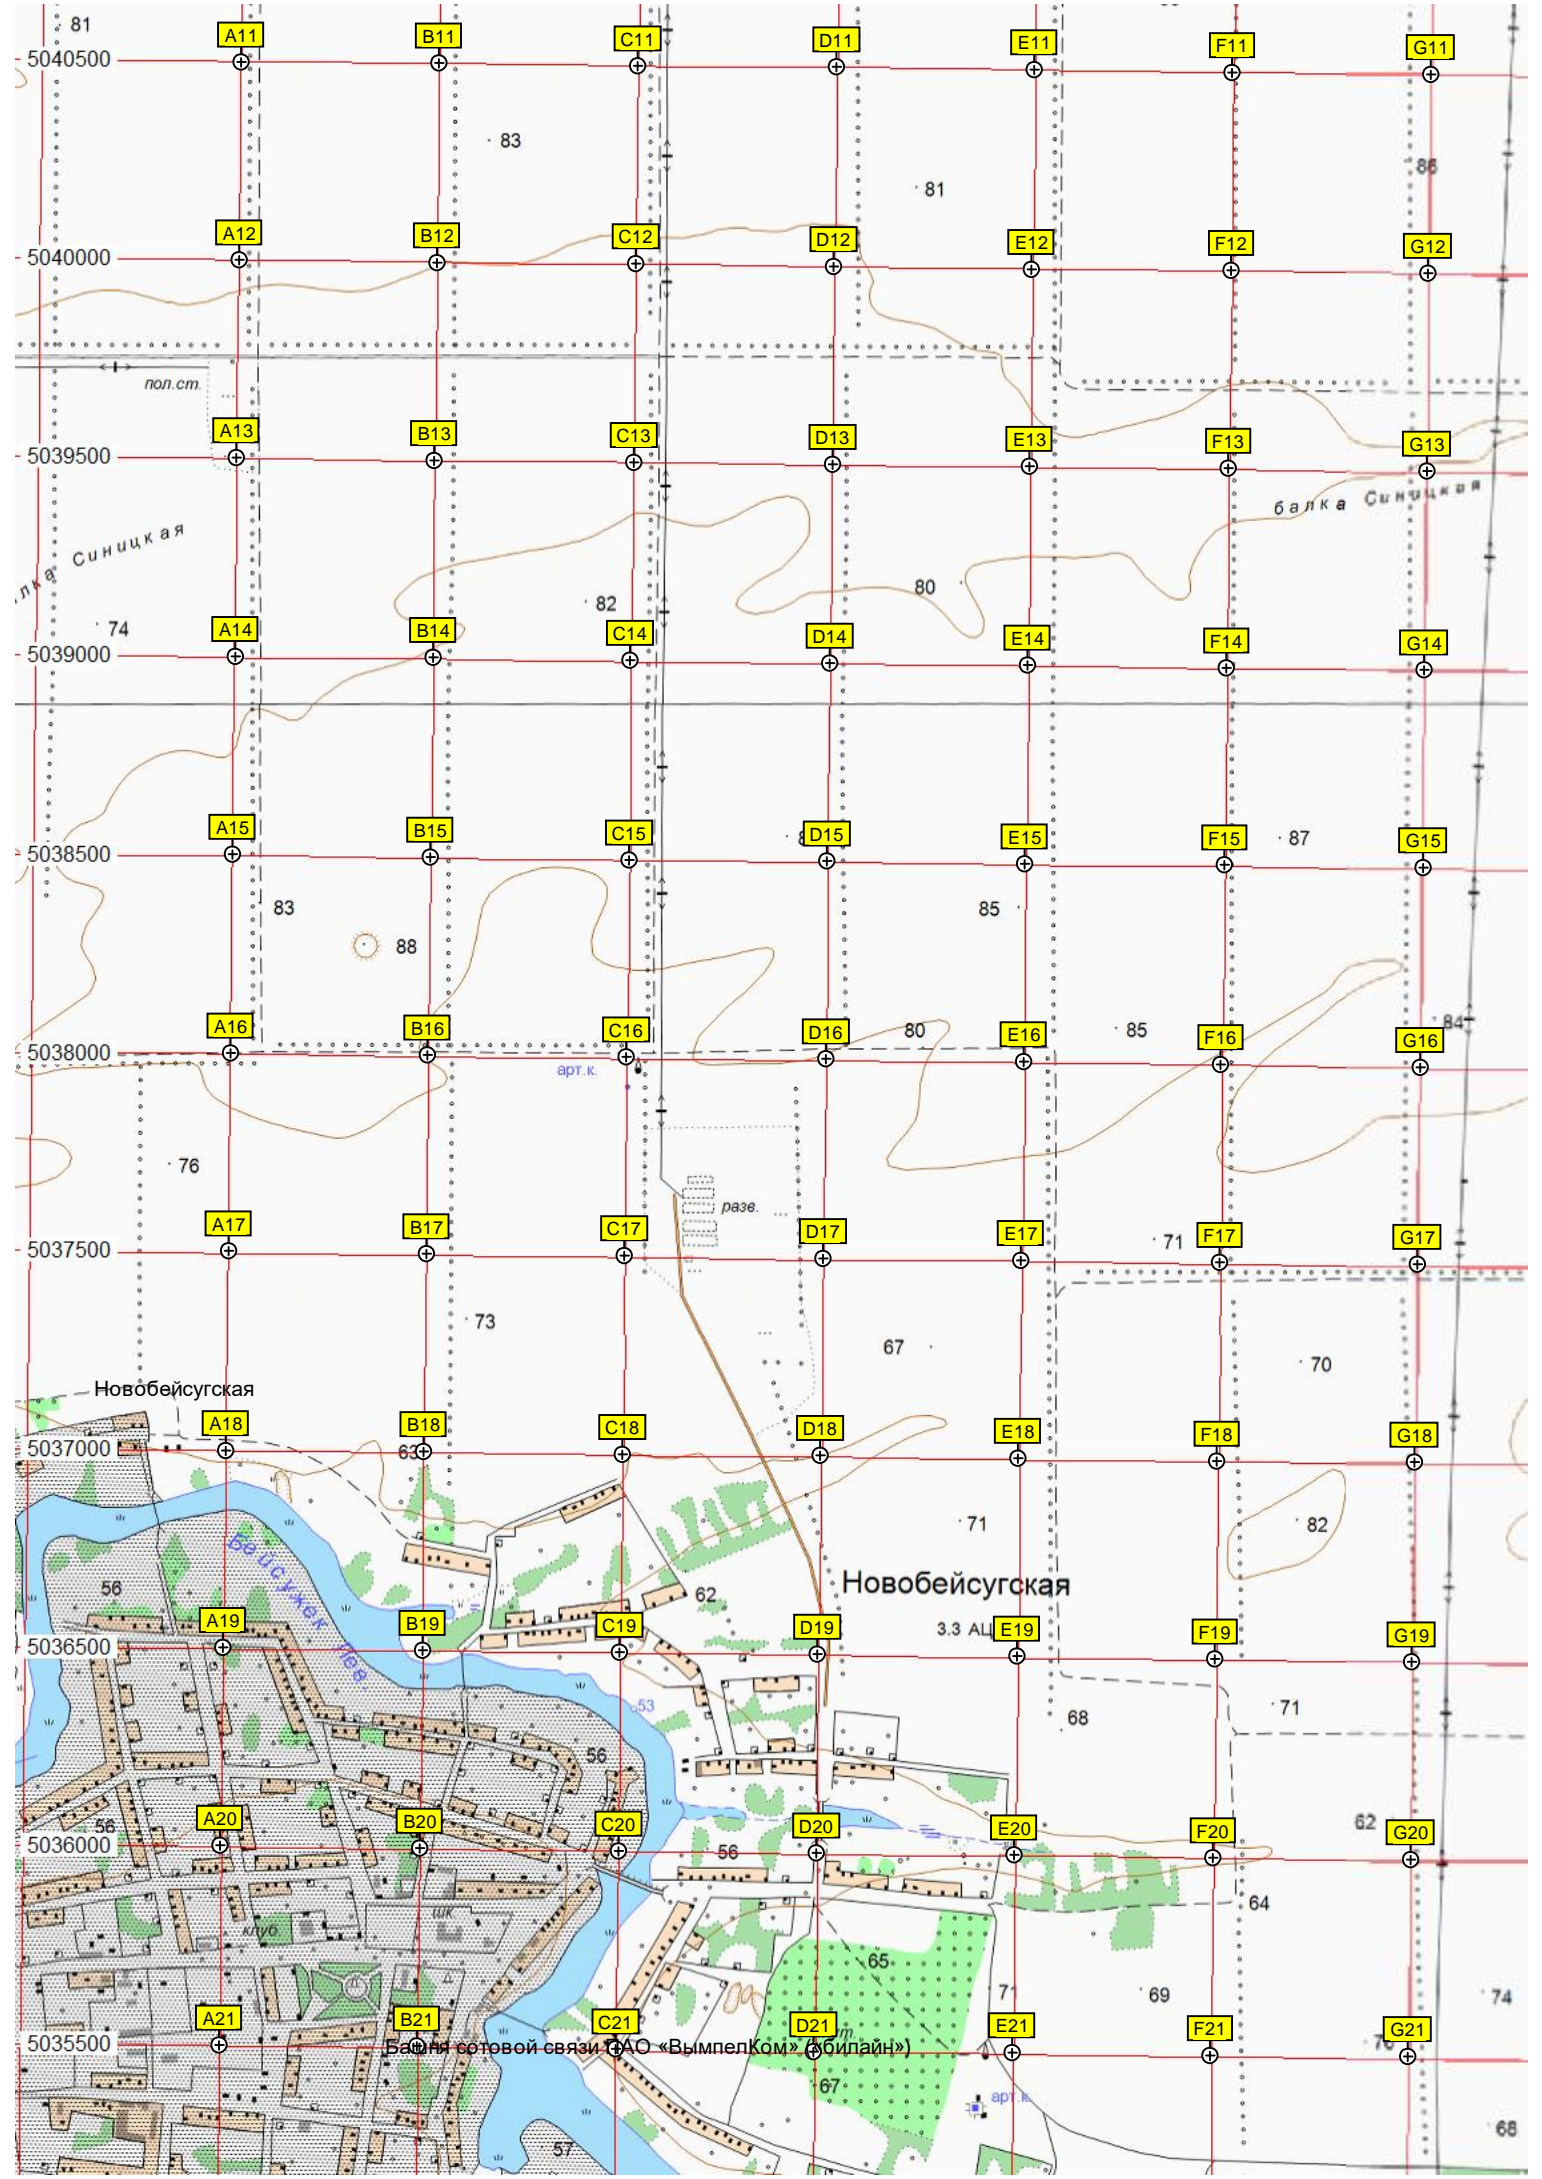 81
A11 B11 C11 D11 E11 F11 G11
5040500
83
81
86
A12 B12 C12 D12 E12 F12 G12
5040000
пол.ст.
A13 B13 C13 D13 E13 F13 G13
5039500
балка Синицкая
лка Синицкая
80
82
74
A14 B14 C14 D14 E14 F14 G14
5039000
A15 B15 C15 D15 E15 F15 G15
87
5038500
83
85
88
A16 B16 C16 D16 80 E16 85 F16 84 G16
5038000
арт.к.
76
разв.
A17 B17 C17 D17 E17 71 F17 G17
5037500
73
67
70
Новобейсугская
A18 B18 C18 D18 E18 F18 G18
5037000
63
71
82
Бейсужек Лев.
Новобейсугская
56
62
A19 B19 C19 D19 3.3 АЦ E19 F19 G19
5036500
53
71
68
56
A20 B20 C20 D20 E20 F20 62 G20
56
5036000
56
64
шк.
клуб
65
71
69
74
A21 B21 C21 D21 E21 F21 G21
5035500
76
Башня сотовой связи ПАО «ВымпелКом» («билайн»)
67
арт.к.
68
57